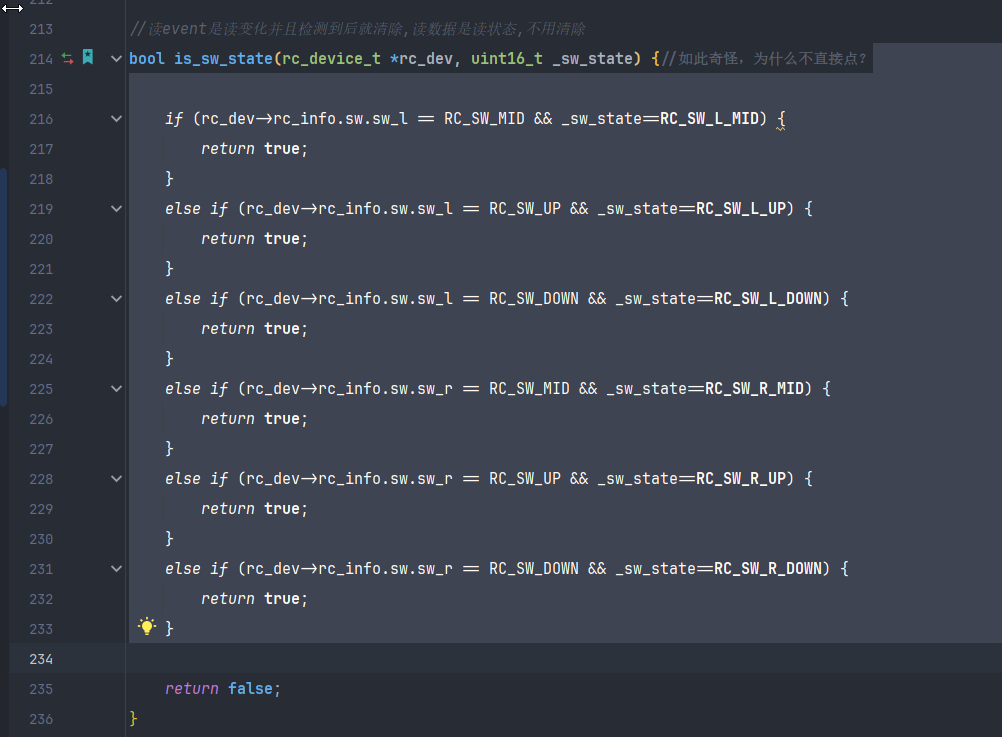 212
213 //读event是读变化并且检测到后就清除,读数据是读状态,不用清除
214 bool is_sw_state(rc_device_t *rc_dev, uint16_t _sw_state) {//如此奇怪，为什么不直接点?
215
216 if (rc_dev->rc_info.sw.sw_l == RC_SW_MID && _sw_state==RC_SW_L_MID) {
217 return true;
218 }
219 else if (rc_dev->rc_info.sw.sw_l == RC_SW_UP && _sw_state==RC_SW_L_UP) {
220 return true;
221 }
222 else if (rc_dev->rc_info.sw.sw_l == RC_SW_DOWN && _sw_state==RC_SW_L_DOWN) {
223 return true;
224 }
225 else if (rc_dev->rc_info.sw.sw_r == RC_SW_MID && _sw_state==RC_SW_R_MID) {
226 return true;
227 }
228 else if (rc_dev->rc_info.sw.sw_r == RC_SW_UP && _sw_state==RC_SW_R_UP) {
229 return true;
230 }
231 else if (rc_dev->rc_info.sw.sw_r == RC_SW_DOWN && _sw_state==RC_SW_R_DOWN) {
232 return true;
233 }
234
235 return false;
236 }